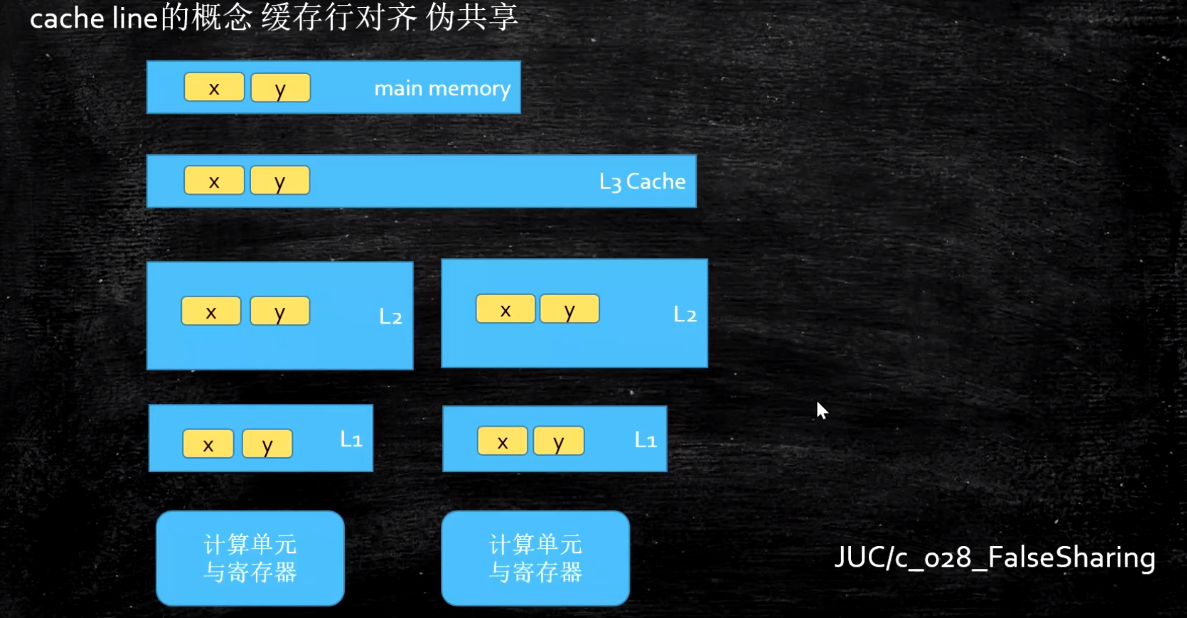 cache line的概念 缓存行对齐 伪共享
x y main memory
x y L3 Cache
x y L2
x y L2
x y L1
x y L1
计算单元
与寄存器
计算单元
与寄存器
JUC/c_028_FalseSharing